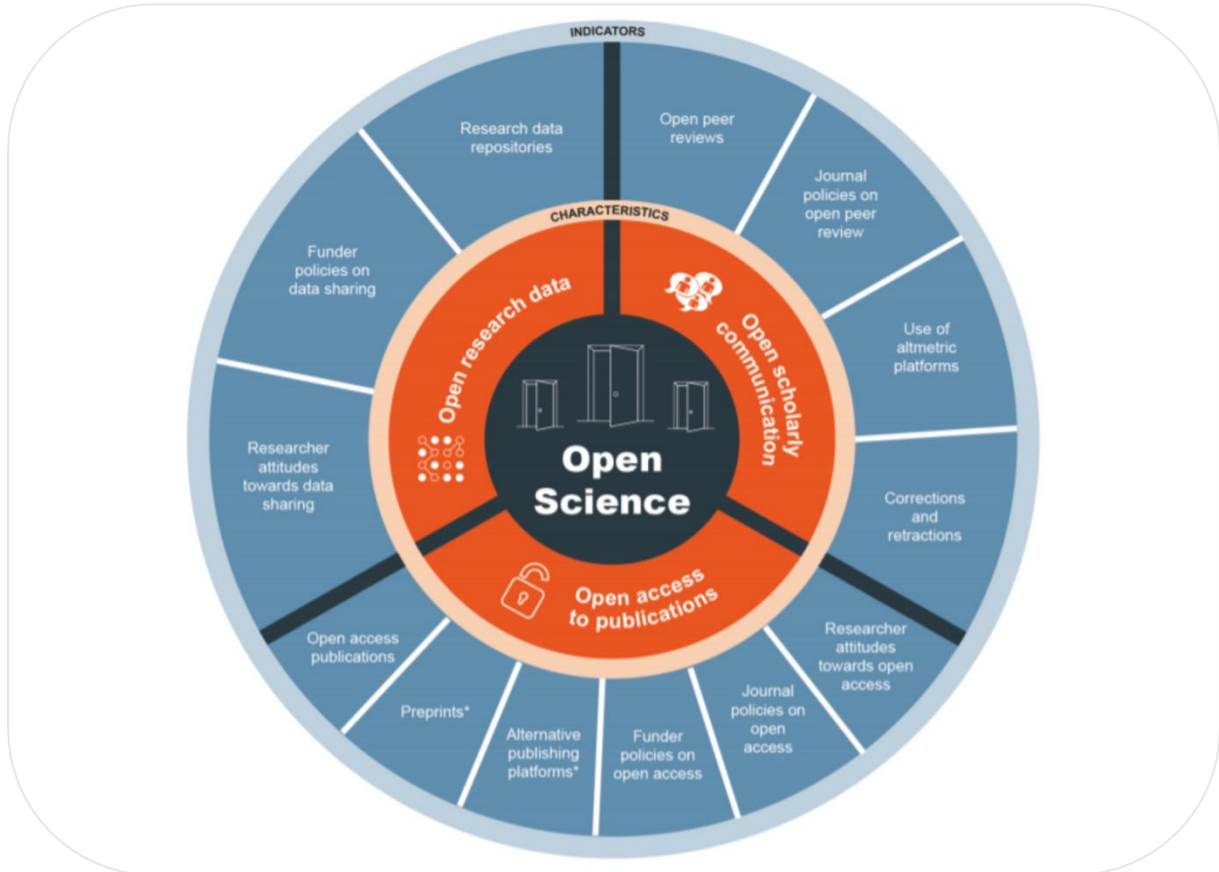 INDICATORS
Research data
repositories
Open peer
reviews
Journal
policies on
open peer
review
Funder
policies on
data sharing
CHARACTERISTICS
Open research data
Open scholarly
communication
Use of
altmetric
platforms
Researcher
attitudes
towards data
sharing
Open
Science
Corrections
and
retractions
Open access
to publications
Open access
publications
Preprints*
Alternative
publishing
platforms*
Funder
policies on
open access
Journal
policies on
open
access
Researcher
attitudes
towards open
access